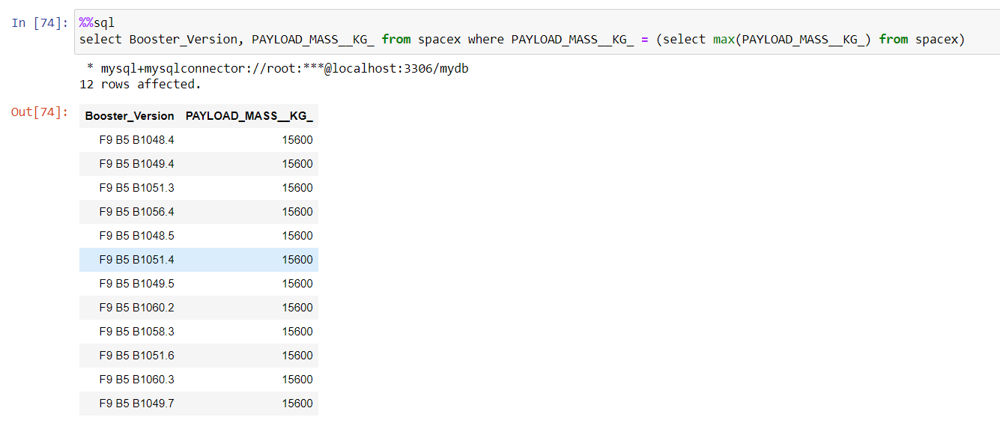 In [74]: %%sql
select Booster_Version, PAYLOAD_MASS__KG_ from spacex where PAYLOAD_MASS__KG_ = (select max(PAYLOAD_MASS__KG_) from spacex)
* mysql+mysqlconnector://root:***@localhost:3306/mydb
12 rows affected.
Out[74]:
Booster_Version PAYLOAD_MASS__KG_
F9 B5 B1048.4 15600
F9 B5 B1049.4 15600
F9 B5 B1051.3 15600
F9 B5 B1056.4 15600
F9 B5 B1048.5 15600
F9 B5 B1051.4 15600
F9 B5 B1049.5 15600
F9 B5 B1060.2 15600
F9 B5 B1058.3 15600
F9 B5 B1051.6 15600
F9 B5 B1060.3 15600
F9 B5 B1049.7 15600